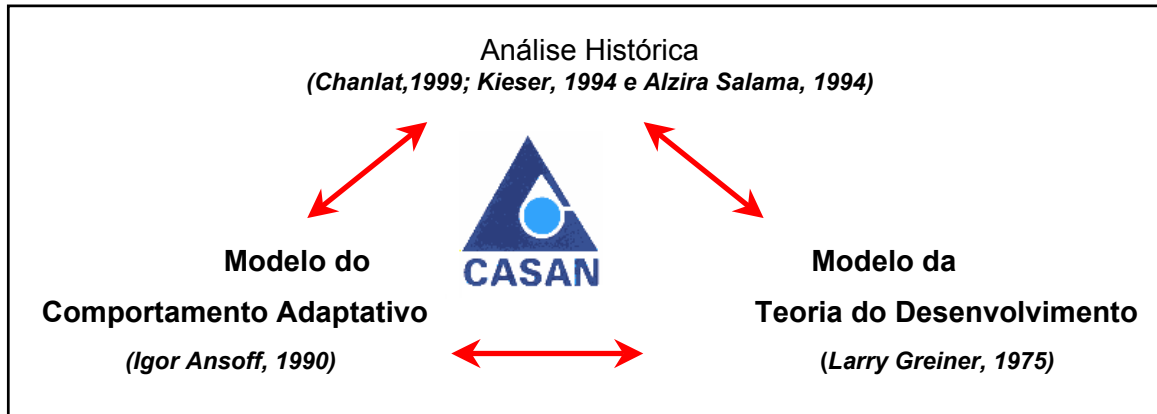 Análise Histórica
(Chanlat,1999; Kieser, 1994 e Alzira Salama, 1994)
CASAN
Modelo do
Comportamento Adaptativo
(Igor Ansoff, 1990)
Modelo da
Teoria do Desenvolvimento
(Larry Greiner, 1975)